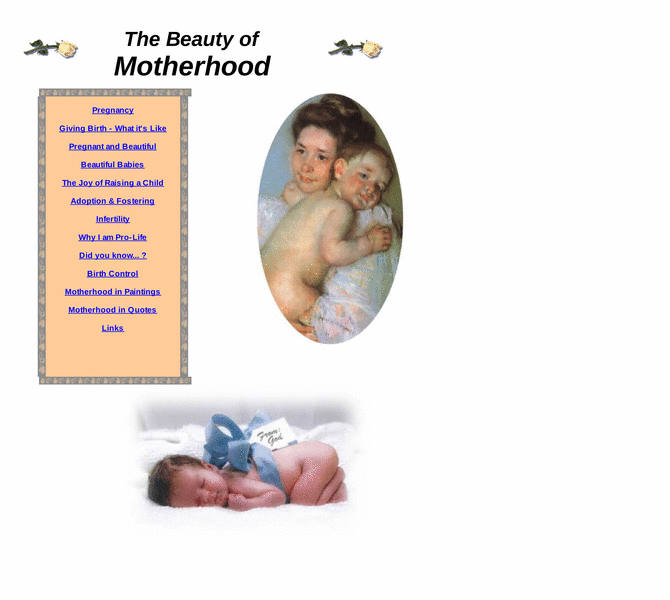 The Beauty of
Motherhood
Pregnancy
Giving Birth - What it's Like
Pregnant and Beautiful
Beautiful Babies
The Joy of Raising a Child
Adoption & Fostering
Infertility
Why I am Pro-Life
Did you know... ?
Birth Control
Motherhood in Paintings
Motherhood in Quotes
Links
From:
God